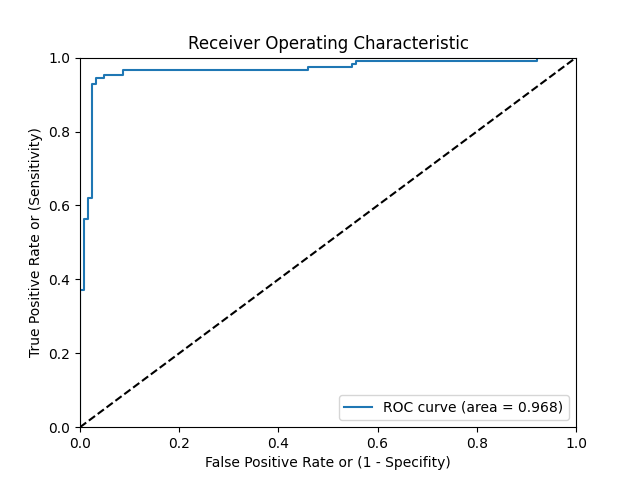 Receiver Operating Characteristic
1.0
0.8
0.6
0.4
0.2
0.0
True Positive Rate or (Sensitivity)
ROC curve (area = 0.968)
0.0 0.2 0.4 0.6 0.8 1.0
False Positive Rate or (1 - Specifity)